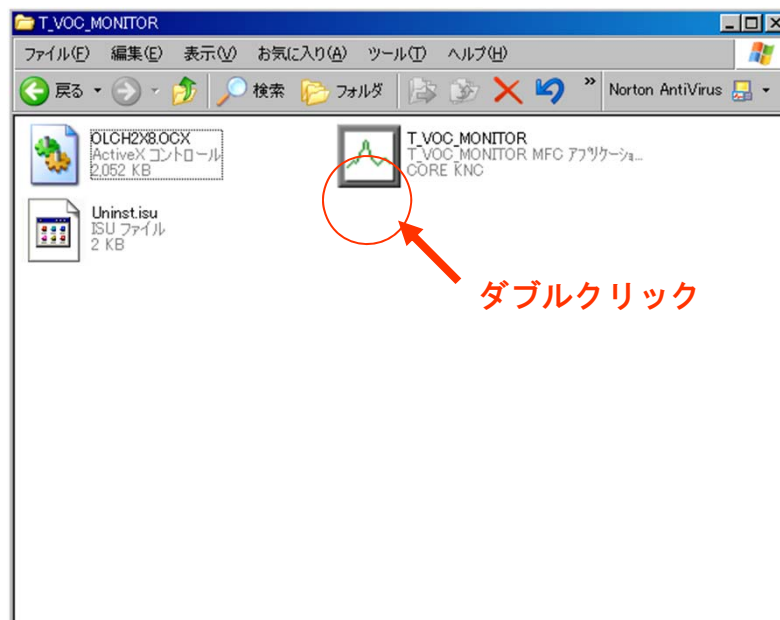 T_VOC_MONITOR
ファイル(F) 編集(E) 表示(V) お気に入り(A) ツール(T) ヘルプ(H)
戻る 検索 フォルダ » Norton AntiVirus
OLCH2X8.OCX
ActiveX コントロール
2,052 KB
T_VOC_MONITOR
T_VOC_MONITOR MFC アプリケーショ...
CORE KNC
Uninst.isu
ISU ファイル
2 KB
ダブルクリック